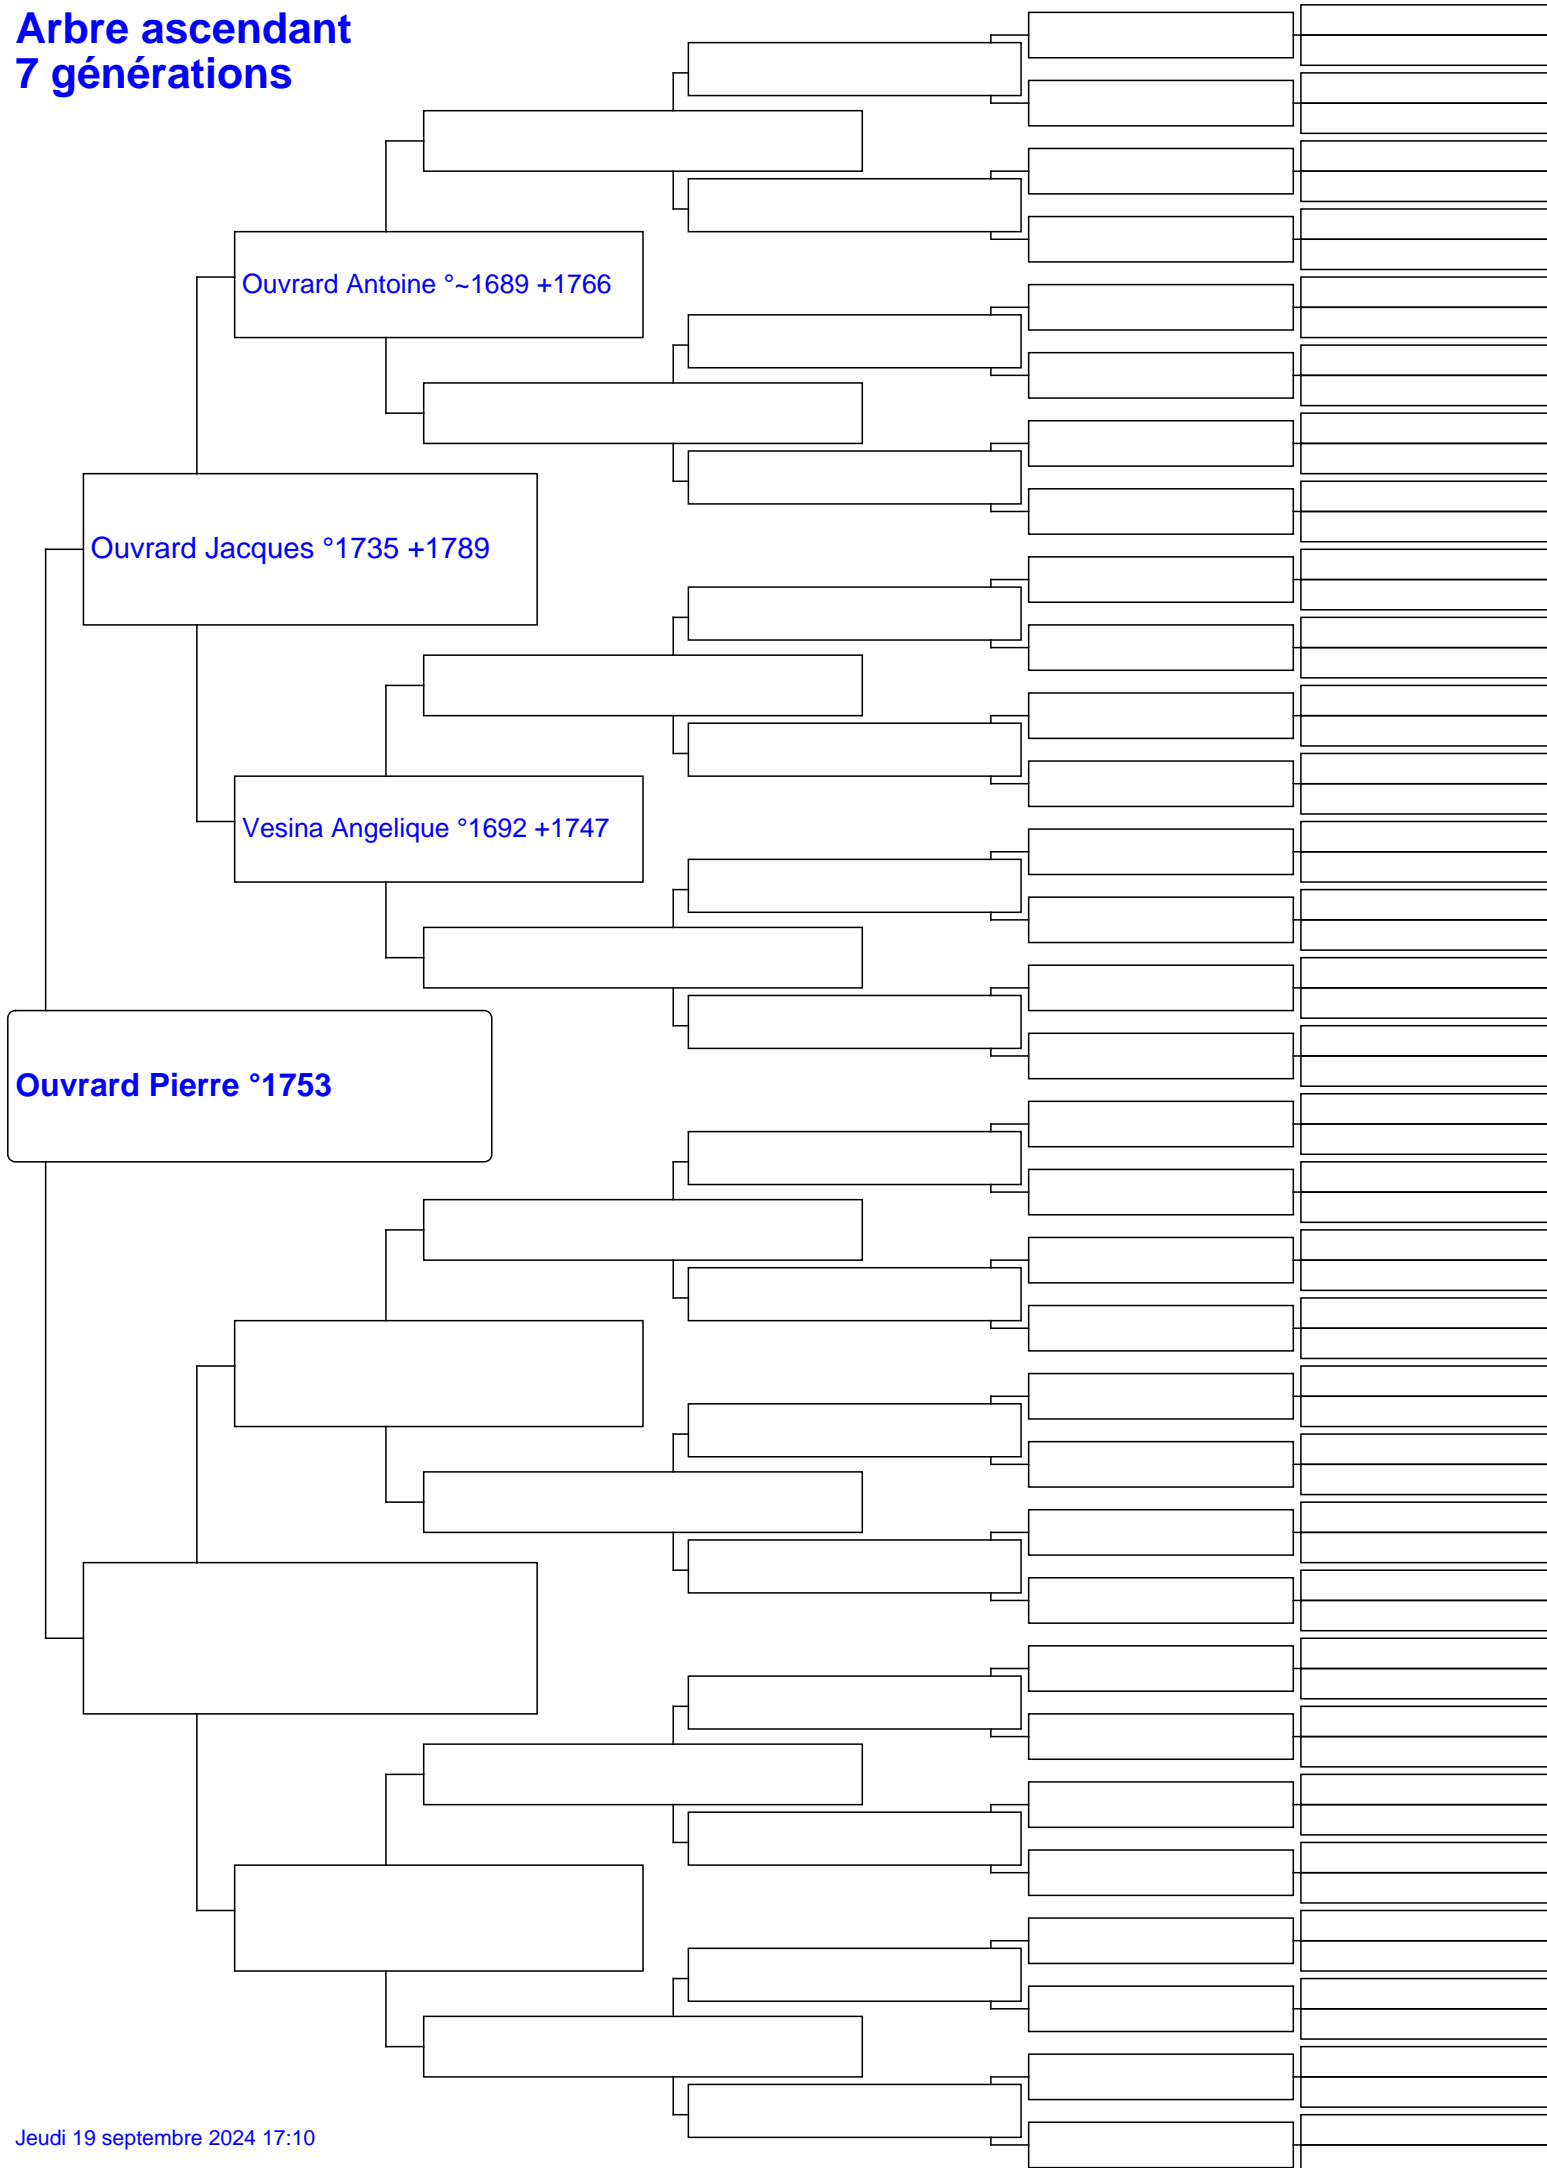 Arbre ascendant
7 générations
Ouvrard Antoine °~1689 +1766
Ouvrard Jacques °1735 +1789
Vesina Angelique °1692 +1747
Ouvrard Pierre °1753
Jeudi 19 septembre 2024 17:10